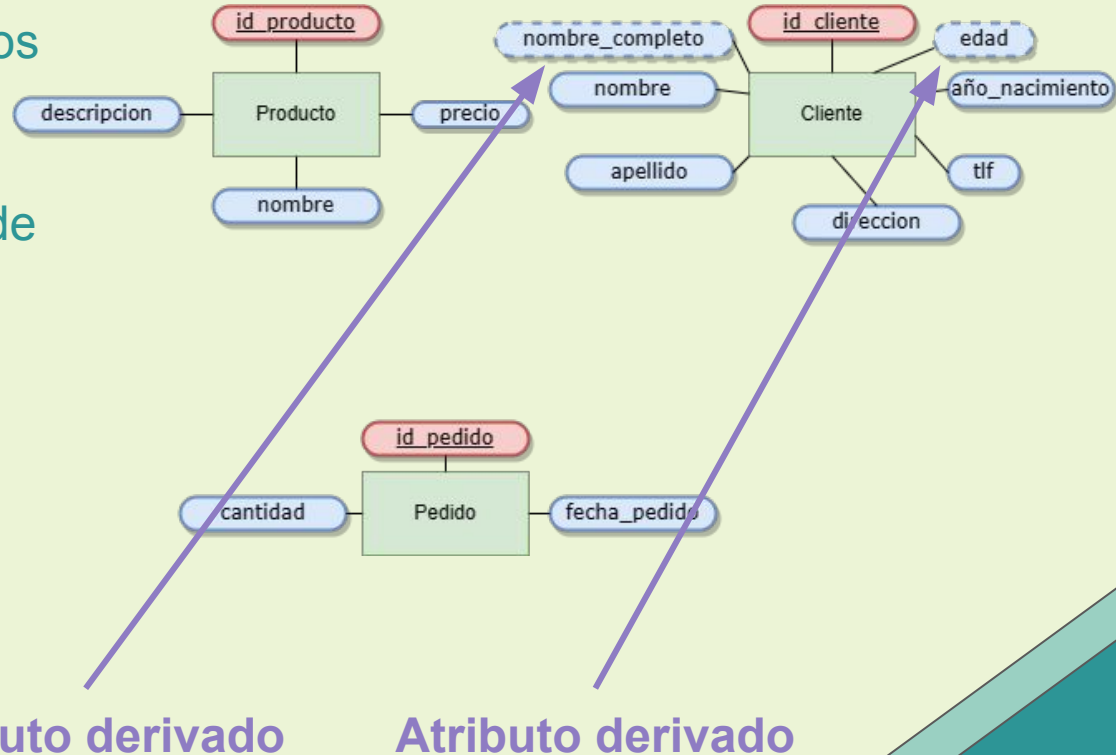 os
de
id_producto
descripcion
Producto
precio
nombre
nombre_completo
id_cliente
edad
nombre
Cliente
año_nacimiento
apellido
tlf
direccion
id_pedido
cantidad
Pedido
fecha_pedido
uto derivado
Atributo derivado